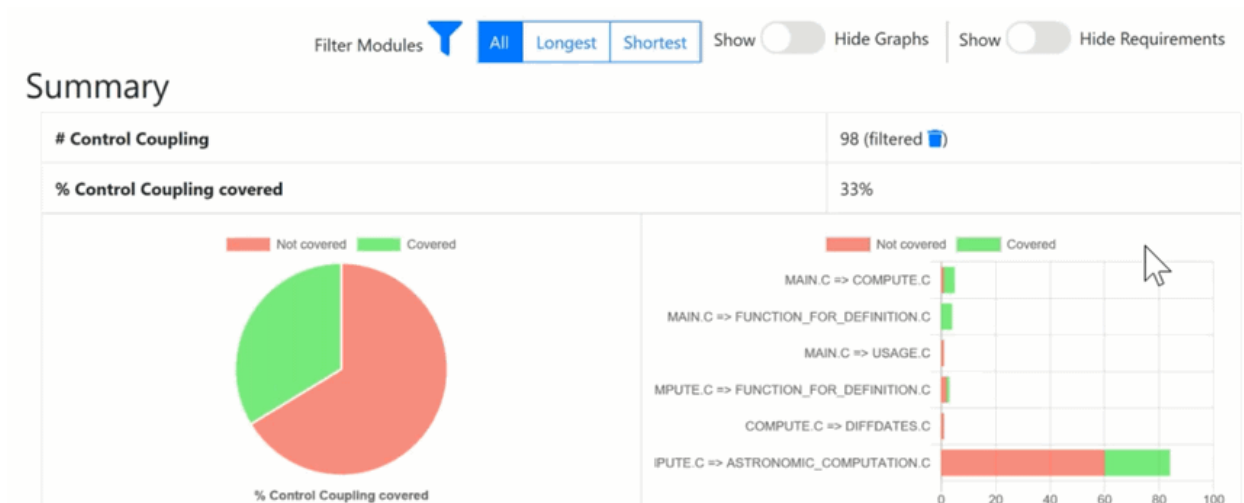 Filter Modules All Longest Shortest Show Hide Graphs Show Hide Requirements
Summary
# Control Coupling 98 (filtered )
% Control Coupling covered 33%
Not covered Covered
% Control Coupling covered
Not covered Covered
MAIN.C => COMPUTE.C
MAIN.C => FUNCTION_FOR_DEFINITION.C
MAIN.C => USAGE.C
MPUTE.C => FUNCTION_FOR_DEFINITION.C
COMPUTE.C => DIFFDATES.C
IPUTE.C => ASTRONOMIC_COMPUTATION.C
0 20 40 60 80 100